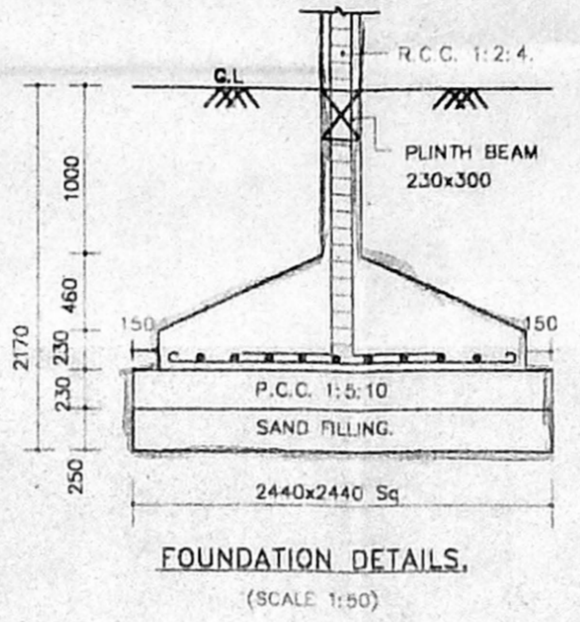 R.C.C. 1:2:4.
G.L
PLINTH BEAM
230x300
1000
460
150
150
2170
230
230
P.C.C. 1:5:10
SAND FILLING.
250
2440x2440 Sq
FOUNDATION DETAILS.
(SCALE 1:50)